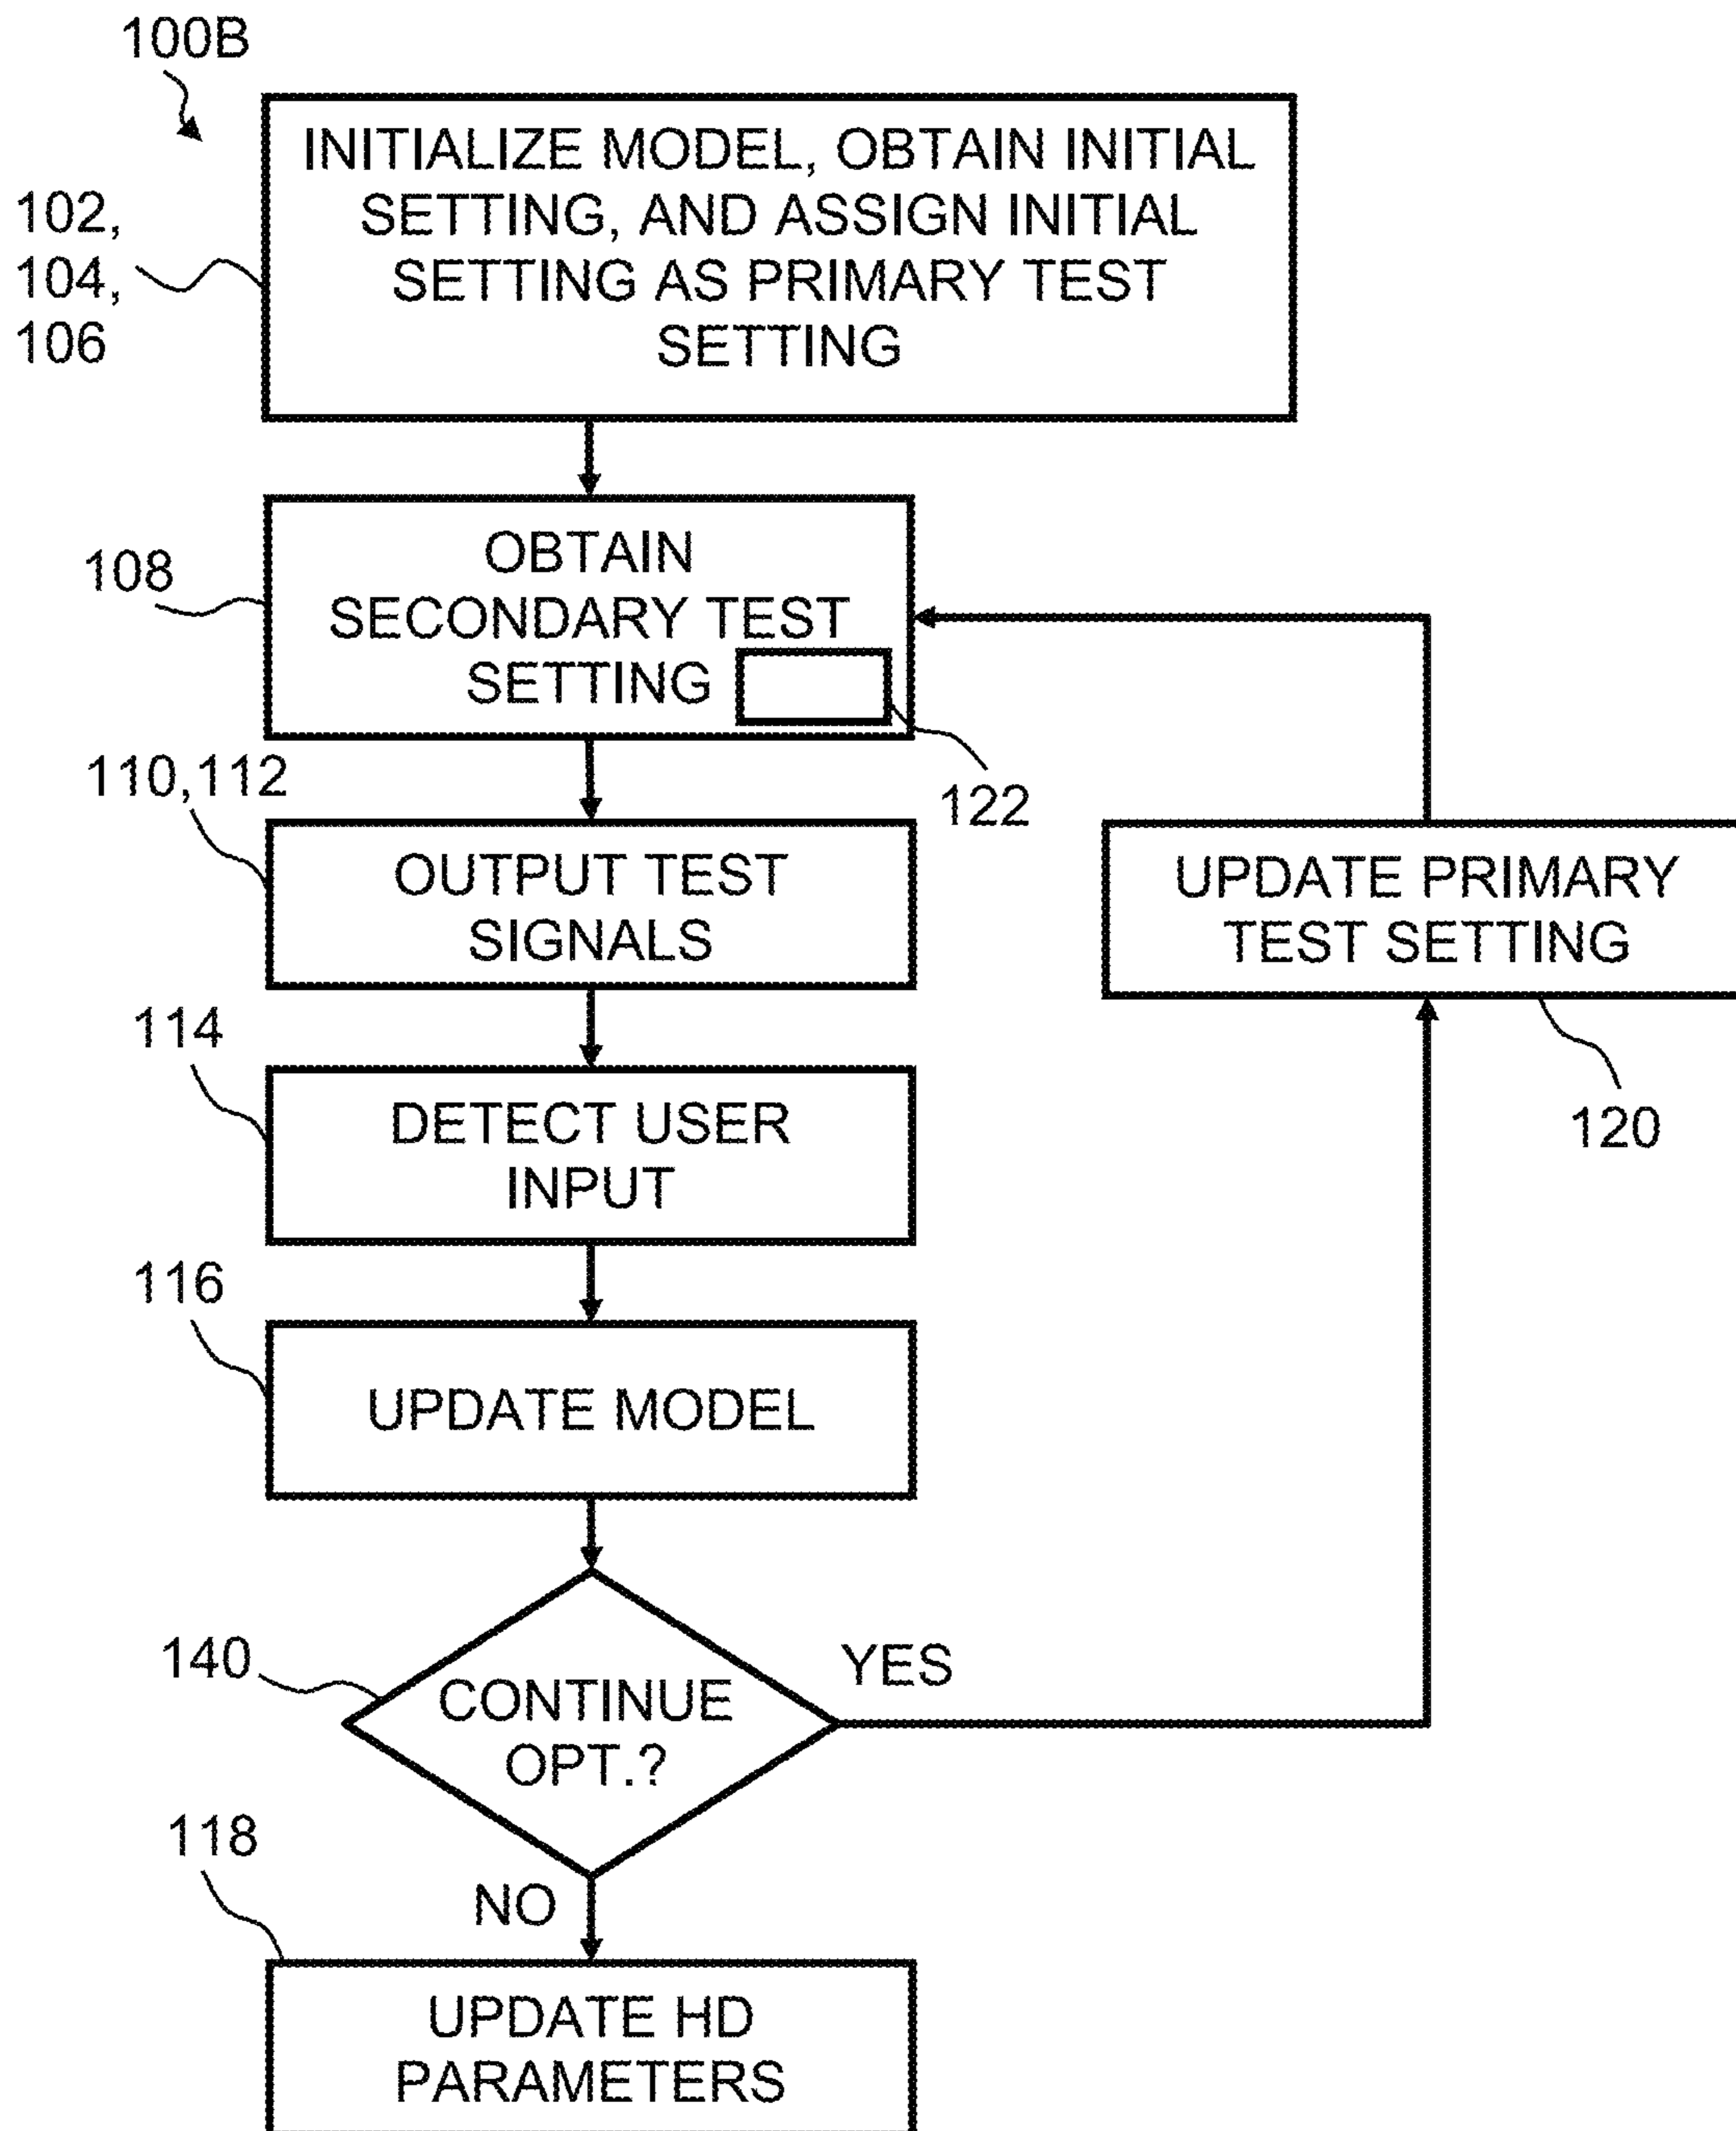 100B
INITIALIZE MODEL, OBTAIN INITIAL
SETTING, AND ASSIGN INITIAL
SETTING AS PRIMARY TEST
SETTING
102,
104,
106
OBTAIN
SECONDARY TEST
SETTING
108
122
110,112
OUTPUT TEST
SIGNALS
UPDATE PRIMARY
TEST SETTING
120
114
DETECT USER
INPUT
116
UPDATE MODEL
140
CONTINUE
OPT.?
YES
NO
118
UPDATE HD
PARAMETERS